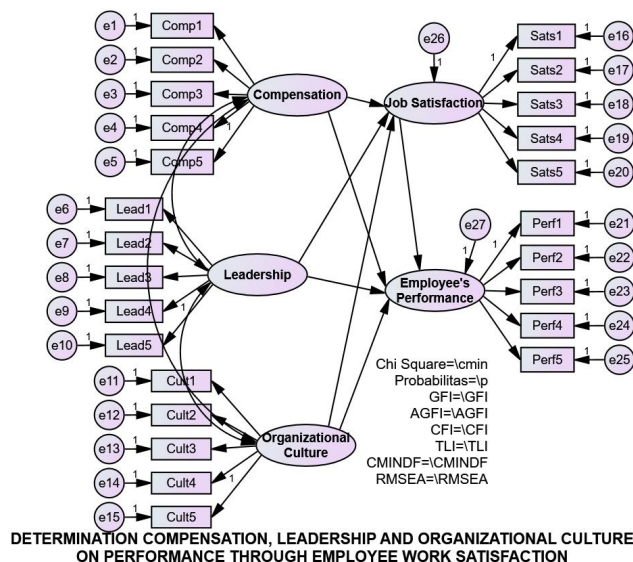 e1 1 Comp1
e2 1 Comp2
e3 1 Comp3
e4 1 Comp4 1
e5 1 Comp5
Compensation
e26
1
Job Satisfaction
1 Sats1 1 e16
Sats2 1 e17
Sats3 1 e18
Sats4 1 e19
Sats5 1 e20
e6 1 Lead1
e7 1 Lead2
e8 1 Lead3
e9 1 Lead4
e10 1 Lead5 1
Leadership
e27
1
Employee's
Performance
1 Perf1 1 e21
Perf2 1 e22
Perf3 1 e23
Perf4 1 e24
Perf5 1 e25
e11 1 Cult1
e12 1 Cult2
e13 1 Cult3
e14 1 Cult4 1
e15 1 Cult5
Organizational
Culture
Chi Square=\cmin
Probabilitas=\p
GFI=\GFI
AGFI=\AGFI
CFI=\CFI
TLI=\TLI
CMINDF=\CMINDF
RMSEA=\RMSEA
DETERMINATION COMPENSATION, LEADERSHIP AND ORGANIZATIONAL CULTURE
ON PERFORMANCE THROUGH EMPLOYEE WORK SATISFACTION